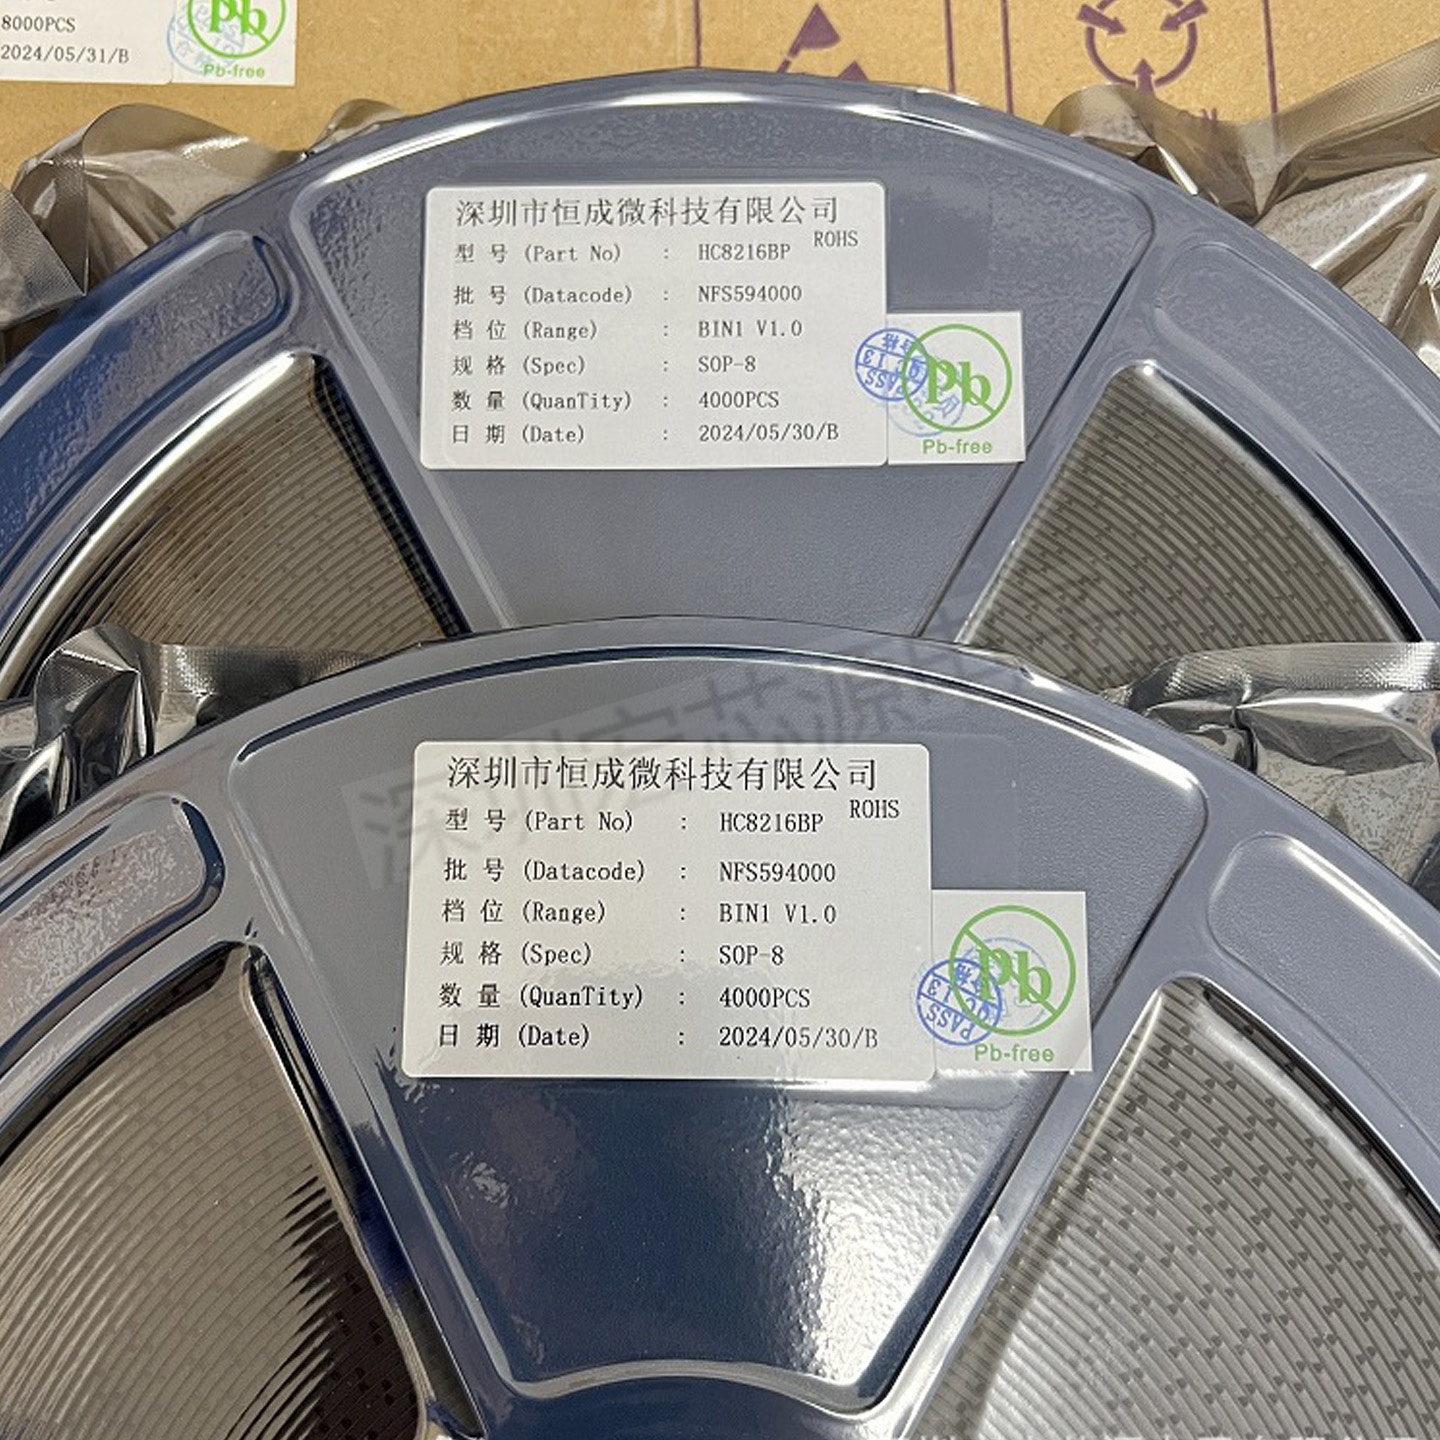 8000PCS
2024/05/31/B
Pb
Pb-free
深圳市恒成微科技有限公司
ROHS
型 号 (Part No) : HC8216BP
批 号 (Datacode) : NFS594000
档 位 (Range) : BIN1 V1.0
规 格 (Spec) : SOP-8
数 量 (QuanTity) : 4000PCS
日 期 (Date) : 2024/05/30/B
PASS
QC 13
Pb
Pb-free
深圳市恒成微科技有限公司
ROHS
型 号 (Part No) : HC8216BP
批 号 (Datacode) : NFS594000
档 位 (Range) : BIN1 V1.0
规 格 (Spec) : SOP-8
数 量 (QuanTity) : 4000PCS
日 期 (Date) : 2024/05/30/B
PASS
QC 13
Pb
Pb-free